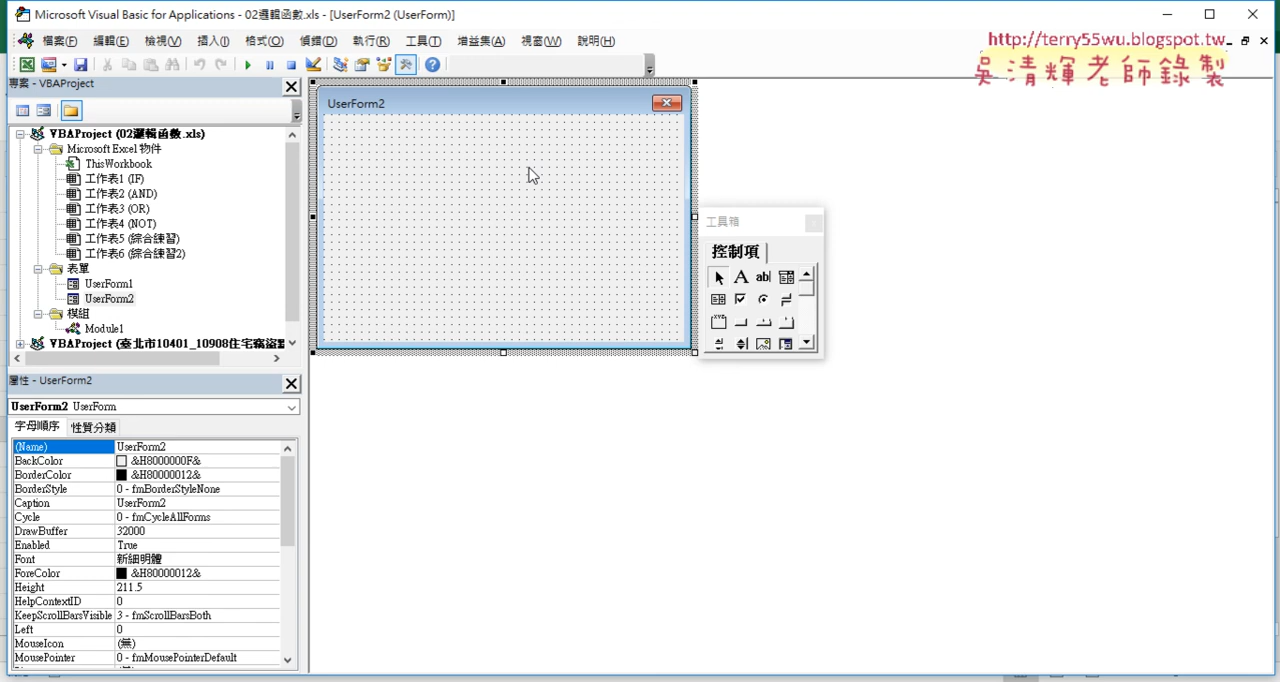 Microsoft Visual Basic for Applications - 02邏輯函數.xls - [UserForm2 (UserForm)]
檔案(F) 編輯(E) 檢視(V) 插入(I) 格式(O) 偵錯(D) 執行(R) 工具(T) 增益集(A) 視窗(W) 說明(H)
http://terry55wu.blogspot.tw
吳清輝老師錄製
專案 - VBAProject
VBAProject (02邏輯函數.xls)
Microsoft Excel 物件
ThisWorkbook
工作表1 (IF)
工作表2 (AND)
工作表3 (OR)
工作表4 (NOT)
工作表5 (綜合練習)
工作表6 (綜合練習2)
表單
UserForm1
UserForm2
模組
Module1
VBAProject (臺北市10401_10908住宅竊盜
UserForm2
工具箱
控制項
A abl
屬性 - UserForm2
UserForm2 UserForm
字母順序 性質分類
(Name) UserForm2
BackColor &H8000000F&
BorderColor &H80000012&
BorderStyle 0 - fmBorderStyleNone
Caption UserForm2
Cycle 0 - fmCycleAllForms
DrawBuffer 32000
Enabled True
Font 新細明體
ForeColor &H80000012&
Height 211.5
HelpContextID 0
KeepScrollBarsVisible 3 - fmScrollBarsBoth
Left 0
MouseIcon (無)
MousePointer 0 - fmMousePointerDefault